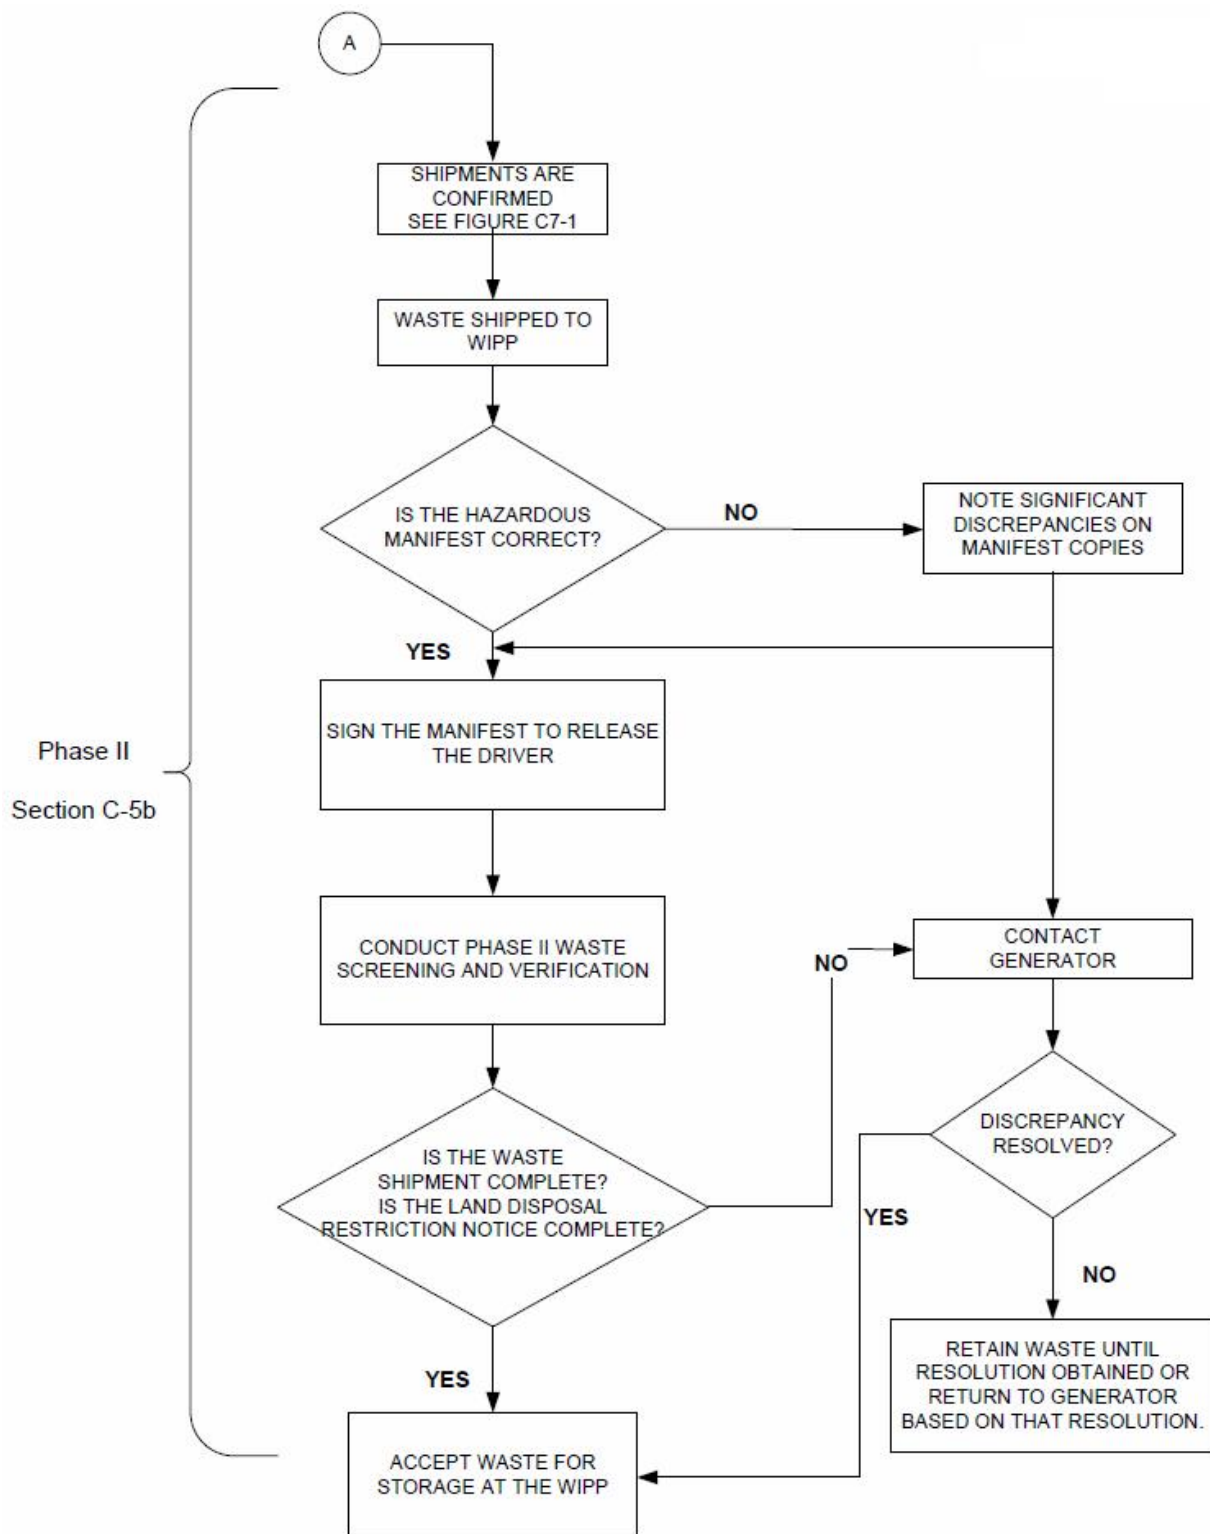 A
SHIPMENTS ARE
CONFIRMED
SEE FIGURE C7-1
WASTE SHIPPED TO
WIPP
IS THE HAZARDOUS
MANIFEST CORRECT?
NO
NOTE SIGNIFICANT
DISCREPANCIES ON
MANIFEST COPIES
YES
SIGN THE MANIFEST TO RELEASE
THE DRIVER
Phase II
Section C-5b
CONDUCT PHASE II WASTE
SCREENING AND VERIFICATION
NO
CONTACT
GENERATOR
IS THE WASTE
SHIPMENT COMPLETE?
IS THE LAND DISPOSAL
RESTRICTION NOTICE COMPLETE?
DISCREPANCY
RESOLVED?
YES
NO
YES
RETAIN WASTE UNTIL
RESOLUTION OBTAINED OR
RETURN TO GENERATOR
BASED ON THAT RESOLUTION.
ACCEPT WASTE FOR
STORAGE AT THE WIPP